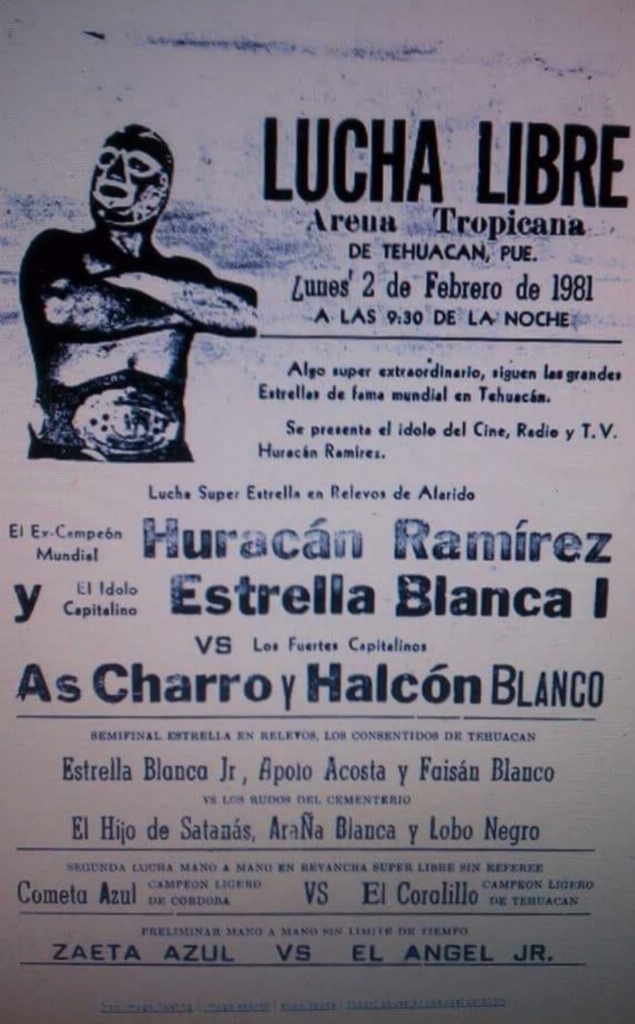 LUCHA LIBRE
Arena Tropicana
DE TEHUACAN, PUE.
Lunes' 2 de Febrero de 1981
A LAS 9:30 DE LA NOCHE
Algo super extraordinario, siguen las grandes
Estrellas de fama mundial en Tehuacán.
Se presenta el idolo del Cine, Radio y T.V.
Huracán Ramírez.
Lucha Super Estrella en Relevos de Alarido
El Ex-Campeón
Mundial
Huracán Ramírez
y
El Idolo
Capitalino
Estrella Blanca I
VS Los Fuertes Capitalinos
As Charro y Halcón BLANCO
SEMIFINAL ESTRELLA EN RELEVOS, LOS CONSENTIDOS DE TEHUACAN
Estrella Blanca Jr, Apolo Acosta y Faisán Blanco
VS LOS RUDOS DEL CEMENTERIO
El Hijo de Satanás, AraÑa Blanca y Lobo Negro
SEGUNDA LUCHA MANO A MANO EN REVANCHA SUPER LIBRE SIN REFEREE
Cometa Azul
CAMPEON LIGERO
DE CORDOBA
VS
El Coralillo
CAMPEON LIGERO
DE TEHUACAN
PRELIMINAR MANO A MANO SIN LIMITE DE TIEMPO
ZAETA AZUL VS EL ANGEL JR.